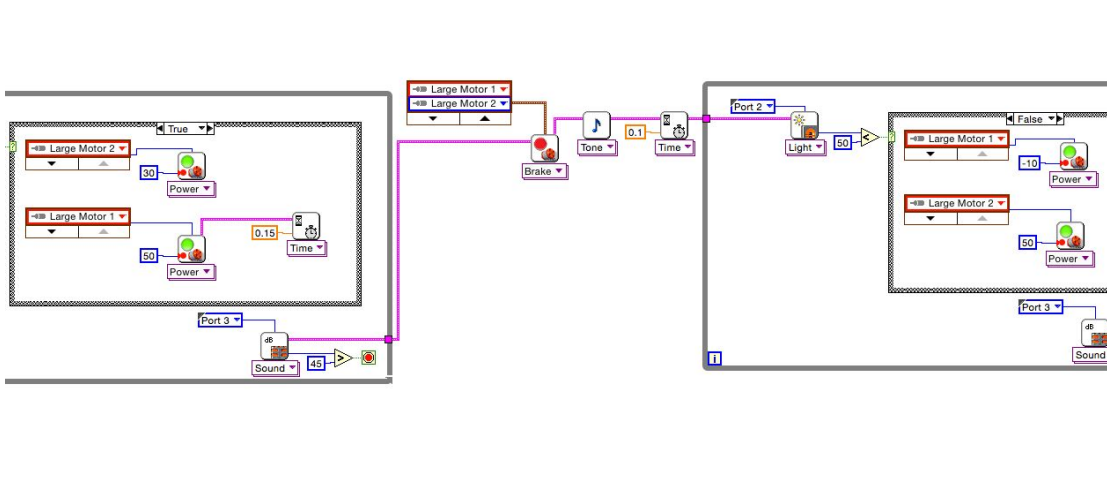 True
Large Motor 2
30
Power
Large Motor 1
0.15
Time
50
Power
Port 3
dB
Sound
45
>
Large Motor 1
Large Motor 2
Brake
Tone
0.1
Time
Port 2
Light
50
<
i
False
Large Motor 1
-10
Power
Large Motor 2
50
Power
Port 3
dB
Sound